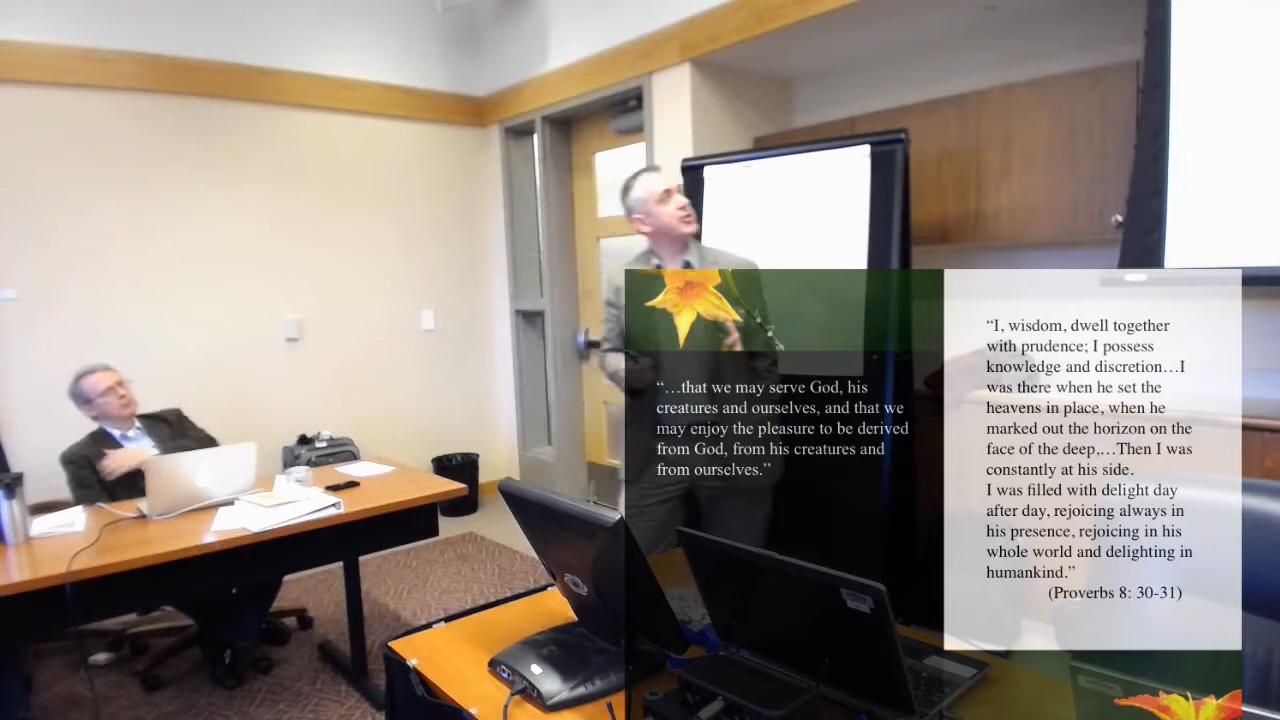 “…that we may serve God, his
creatures and ourselves, and that we
may enjoy the pleasure to be derived
from God, from his creatures and
from ourselves.”
“I, wisdom, dwell together
with prudence; I possess
knowledge and discretion…I
was there when he set the
heavens in place, when he
marked out the horizon on the
face of the deep,…Then I was
constantly at his side.
I was filled with delight day
after day, rejoicing always in
his presence, rejoicing in his
whole world and delighting in
humankind.”
(Proverbs 8: 30-31)